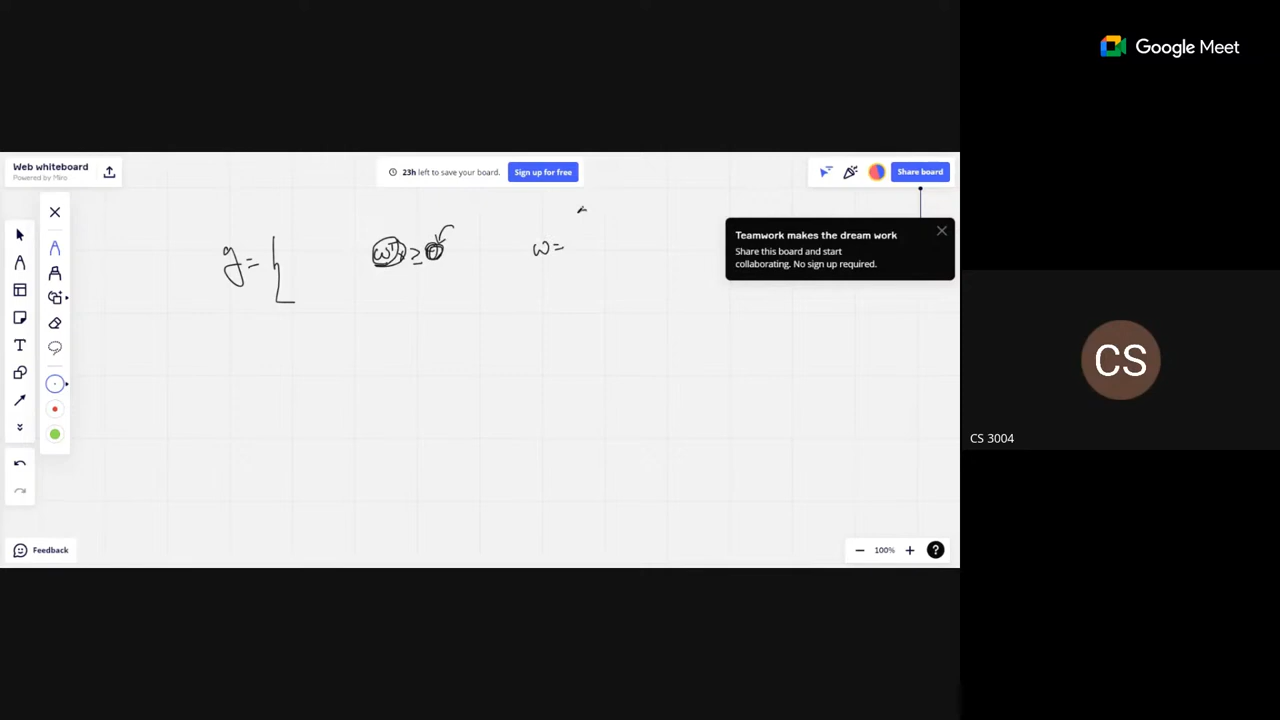 Google Meet
Web whiteboard
Powered by Miro
23h left to save your board.
Sign up for free
Share board
Teamwork makes the dream work
Share this board and start
collaborating. No sign up required.
y = {
≥
w =
T
CS
CS 3004
Feedback
100%
?